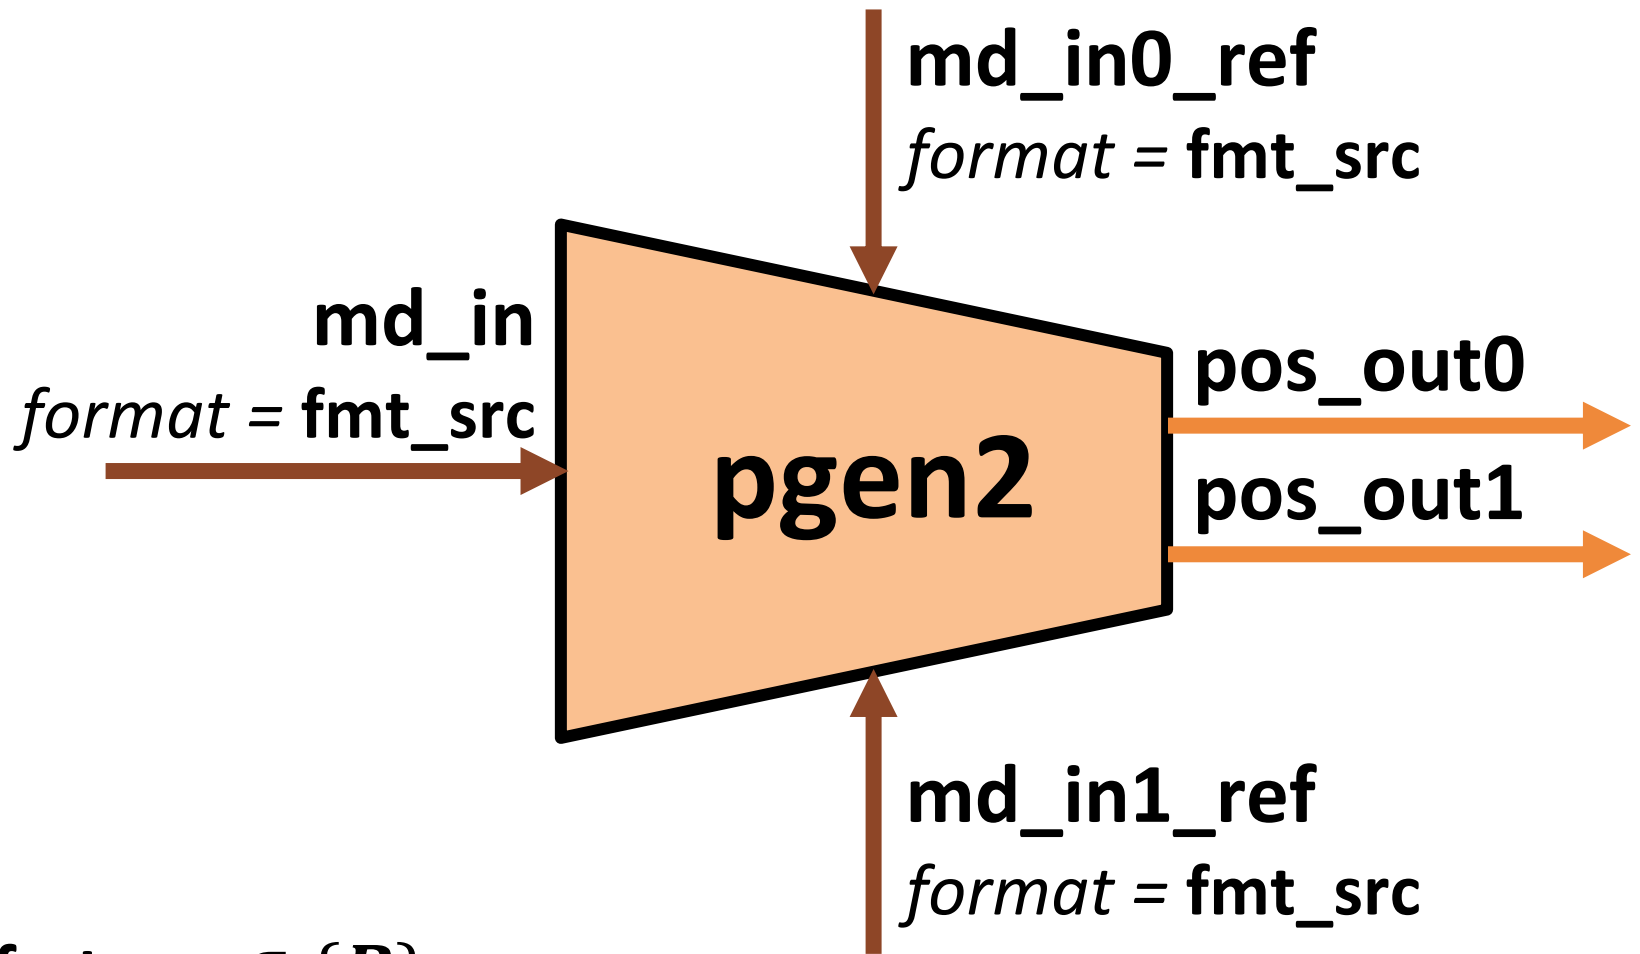 md_in0_ref
format = fmt_src
md_in
format = fmt_src
pgen2
pos_out0
pos_out1
md_in1_ref
format = fmt_src